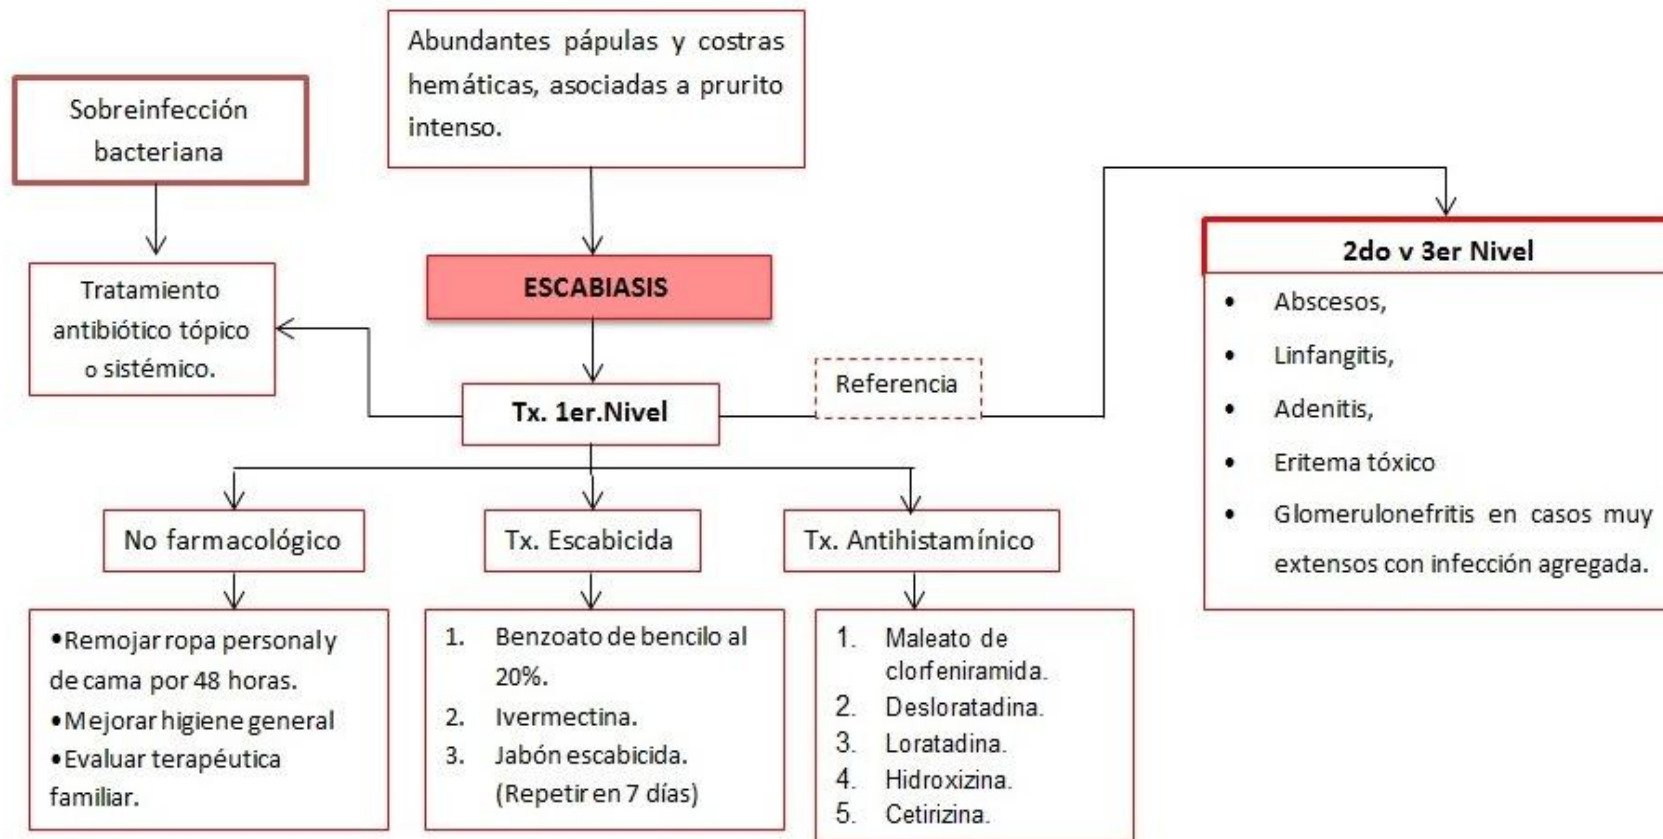 Abundantes pápulas y costras
hemáticas, asociadas a prurito
intenso.
Sobreinfección
bacteriana
ESCABIASIS
Tratamiento
antibiótico tópico
o sistémico.
Tx. 1er.Nivel
Referencia
2do v 3er Nivel
• Abscesos,
• Linfangitis,
• Adenitis,
• Eritema tóxico
• Glomerulonefritis en casos muy
extensos con infección agregada.
No farmacológico
•Remojar ropa personal y
de cama por 48 horas.
•Mejorar higiene general
•Evaluar terapéutica
familiar.
Tx. Escabicida
1. Benzoato de bencilo al
20%.
2. Ivermectina.
3. Jabón escabicida.
(Repetir en 7 días)
Tx. Antihistamínico
1. Maleato de
clorfeniramida.
2. Desloratadina.
3. Loratadina.
4. Hidroxizina.
5. Cetirizina.